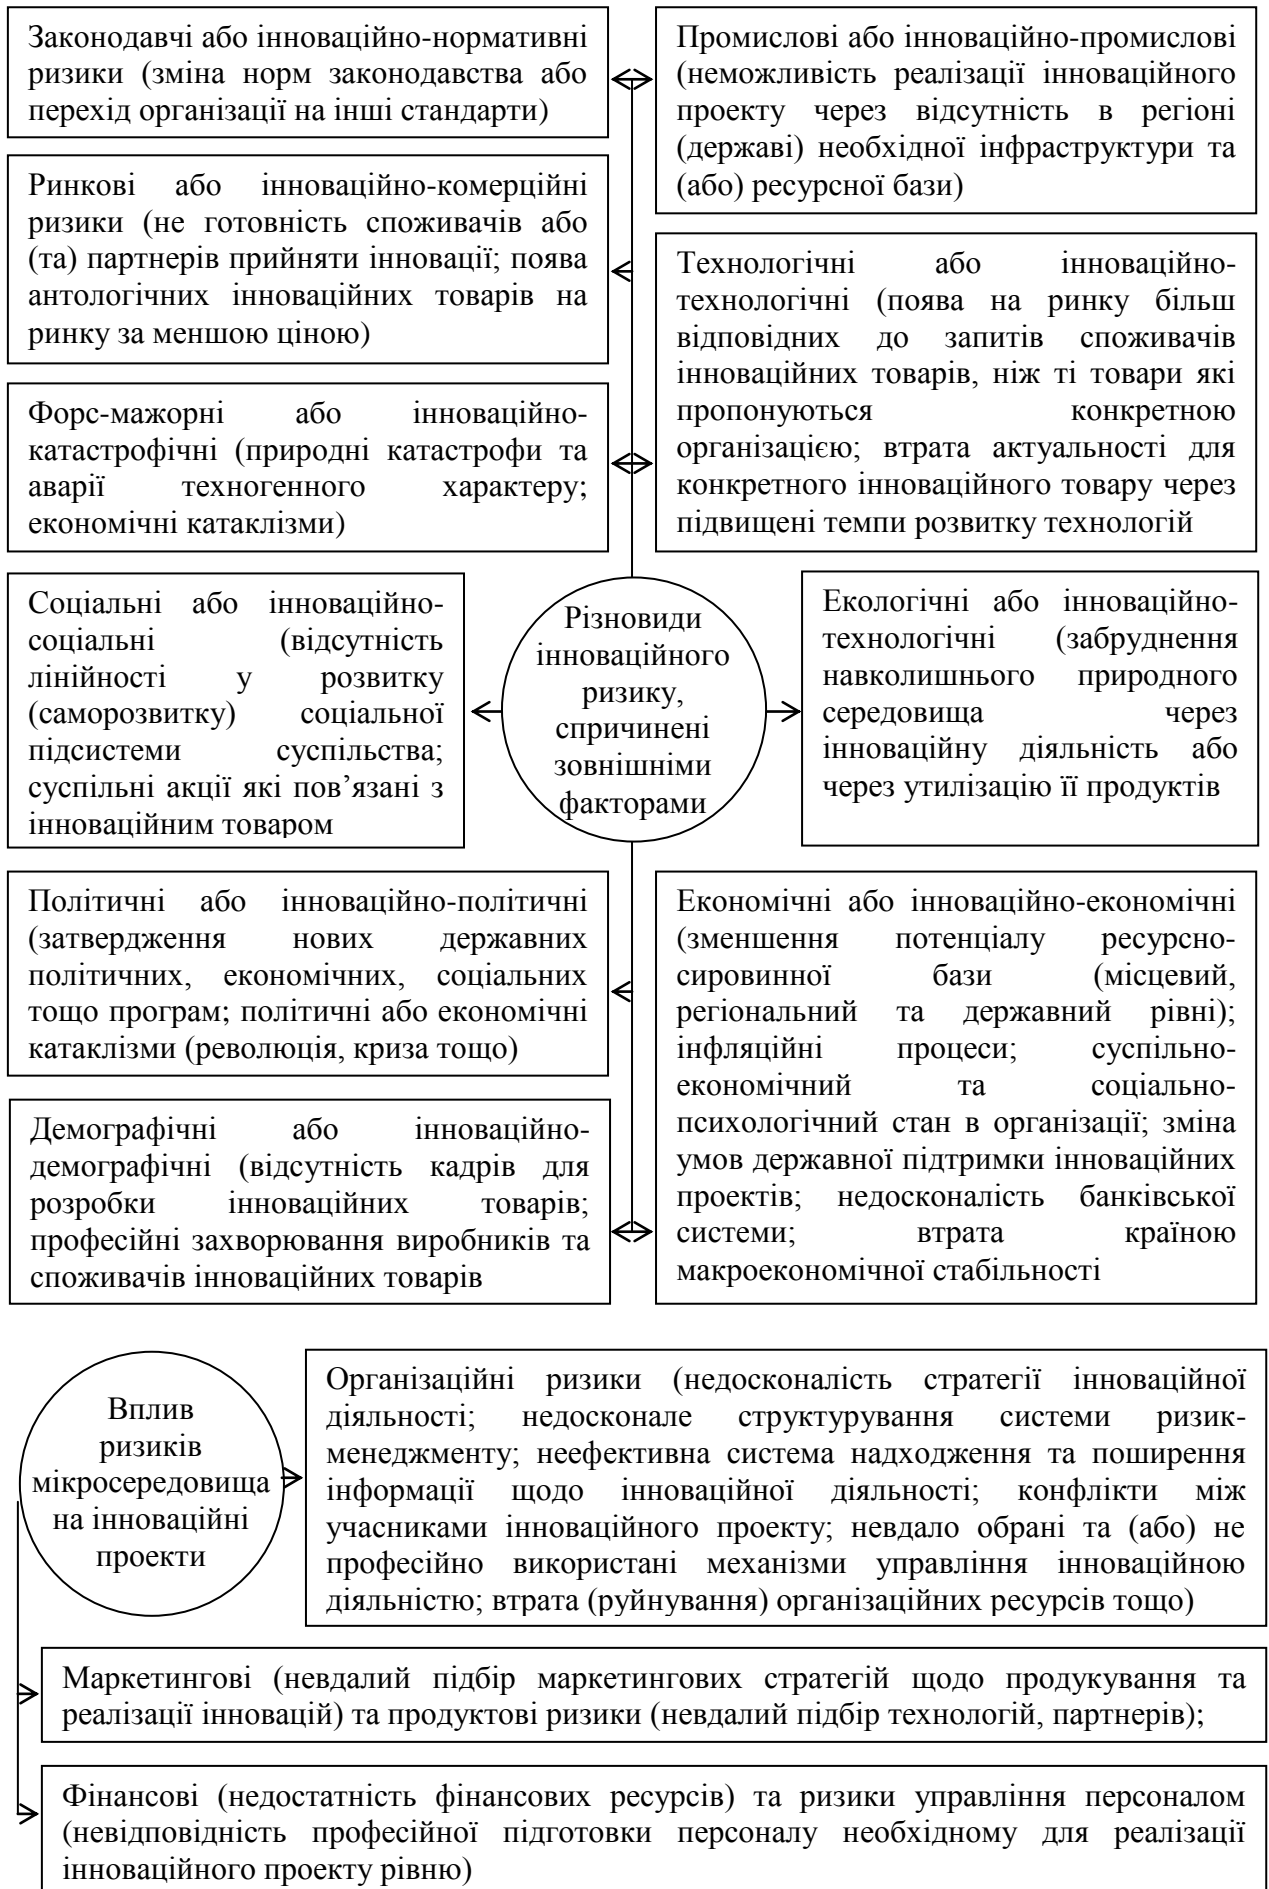 Законодавчі або інноваційно-нормативні
ризики (зміна норм законодавства або
перехід організації на інші стандарти)
Промислові або інноваційно-промислові
(неможливість реалізації інноваційного
проекту через відсутність в регіоні
(державі) необхідної інфраструктури та
(або) ресурсної бази)
Ринкові або інноваційно-комерційні
ризики (не готовність споживачів або
(та) партнерів прийняти інновації; поява
антологічних інноваційних товарів на
ринку за меншою ціною)
Технологічні або інноваційно-
технологічні (поява на ринку більш
відповідних до запитів споживачів
інноваційних товарів, ніж ті товари які
пропонуються конкретною
організацією; втрата актуальності для
конкретного інноваційного товару через
підвищені темпи розвитку технологій
Форс-мажорні або інноваційно-
катастрофічні (природні катастрофи та
аварії техногенного характеру;
економічні катаклізми)
Соціальні або інноваційно-
соціальні (відсутність
лінійності у розвитку
(саморозвитку) соціальної
підсистеми суспільства;
суспільні акції які пов’язані з
інноваційним товаром
Різновиди
інноваційного
ризику,
спричинені
зовнішніми
факторами
Екологічні або інноваційно-
технологічні (забруднення
навколишнього природного
середовища через
інноваційну діяльність або
через утилізацію її продуктів
Політичні або інноваційно-політичні
(затвердження нових державних
політичних, економічних, соціальних
тощо програм; політичні або економічні
катаклізми (революція, криза тощо)
Економічні або інноваційно-економічні
(зменшення потенціалу ресурсно-
сировинної бази (місцевий,
регіональний та державний рівні);
інфляційні процеси; суспільно-
економічний та соціально-
психологічний стан в організації; зміна
умов державної підтримки інноваційних
проектів; недосконалість банківської
системи; втрата країною
макроекономічної стабільності
Демографічні або інноваційно-
демографічні (відсутність кадрів для
розробки інноваційних товарів;
професійні захворювання виробників та
споживачів інноваційних товарів
Вплив
ризиків
мікросередовища
на інноваційні
проекти
Організаційні ризики (недосконалість стратегії інноваційної
діяльності; недосконале структурування системи ризик-
менеджменту; неефективна система надходження та поширення
інформації щодо інноваційної діяльності; конфлікти між
учасниками інноваційного проекту; невдало обрані та (або) не
професійно використані механізми управління інноваційною
діяльністю; втрата (руйнування) організаційних ресурсів тощо)
Маркетингові (невдалий підбір маркетингових стратегій щодо продукування та
реалізації інновацій) та продуктові ризики (невдалий підбір технологій, партнерів);
Фінансові (недостатність фінансових ресурсів) та ризики управління персоналом
(невідповідність професійної підготовки персоналу необхідному для реалізації
інноваційного проекту рівню)